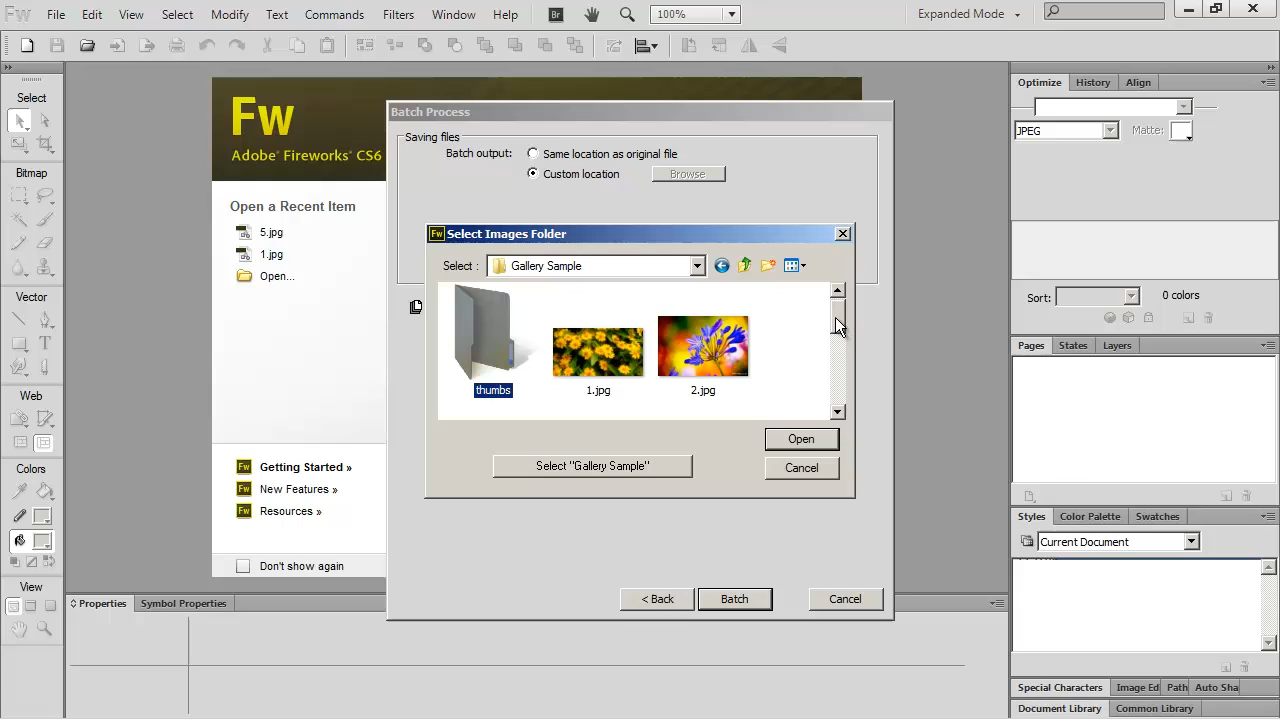 Fw File Edit View Select Modify Text Commands Filters Window Help Br 100% Expanded Mode
Select
Bitmap
Vector
Web
Colors
View
Fw
Adobe® Fireworks® CS6
Open a Recent Item
5.jpg
1.jpg
Open...
Fw Getting Started »
Fw New Features »
Fw Resources »
Don't show again
Batch Process
Saving files
Batch output: Same location as original file
Custom location Browse
Fw Select Images Folder
Select : Gallery Sample
thumbs 1.jpg 2.jpg
Open
Select "Gallery Sample"
Cancel
< Back Batch Cancel
Properties Symbol Properties
Optimize History Align
JPEG Matte:
Sort: 0 colors
Pages States Layers
Styles Color Palette Swatches
Current Document
Special Characters Image Ed Path Auto Sha
Document Library Common Library